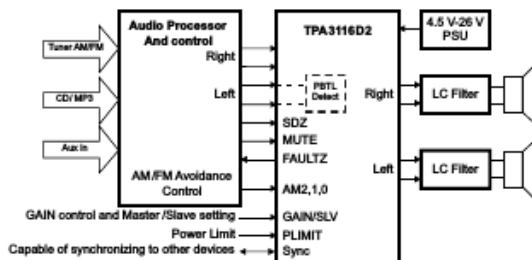 Audio Processor
And control
TPA3116D2
4.5 V-26 V
PSU
Tuner AM/FM
Right
CD/ MP3
Left
PBTL
Detect
Right
LC Filter
SDZ
Aux in
MUTE
FAULTZ
Left
LC Filter
AM/FM Avoidance
Control
AM2,1,0
GAIN control and Master /Slave setting
GAIN/SLV
Power Limit
PLIMIT
Capable of synchronizing to other devices
Sync